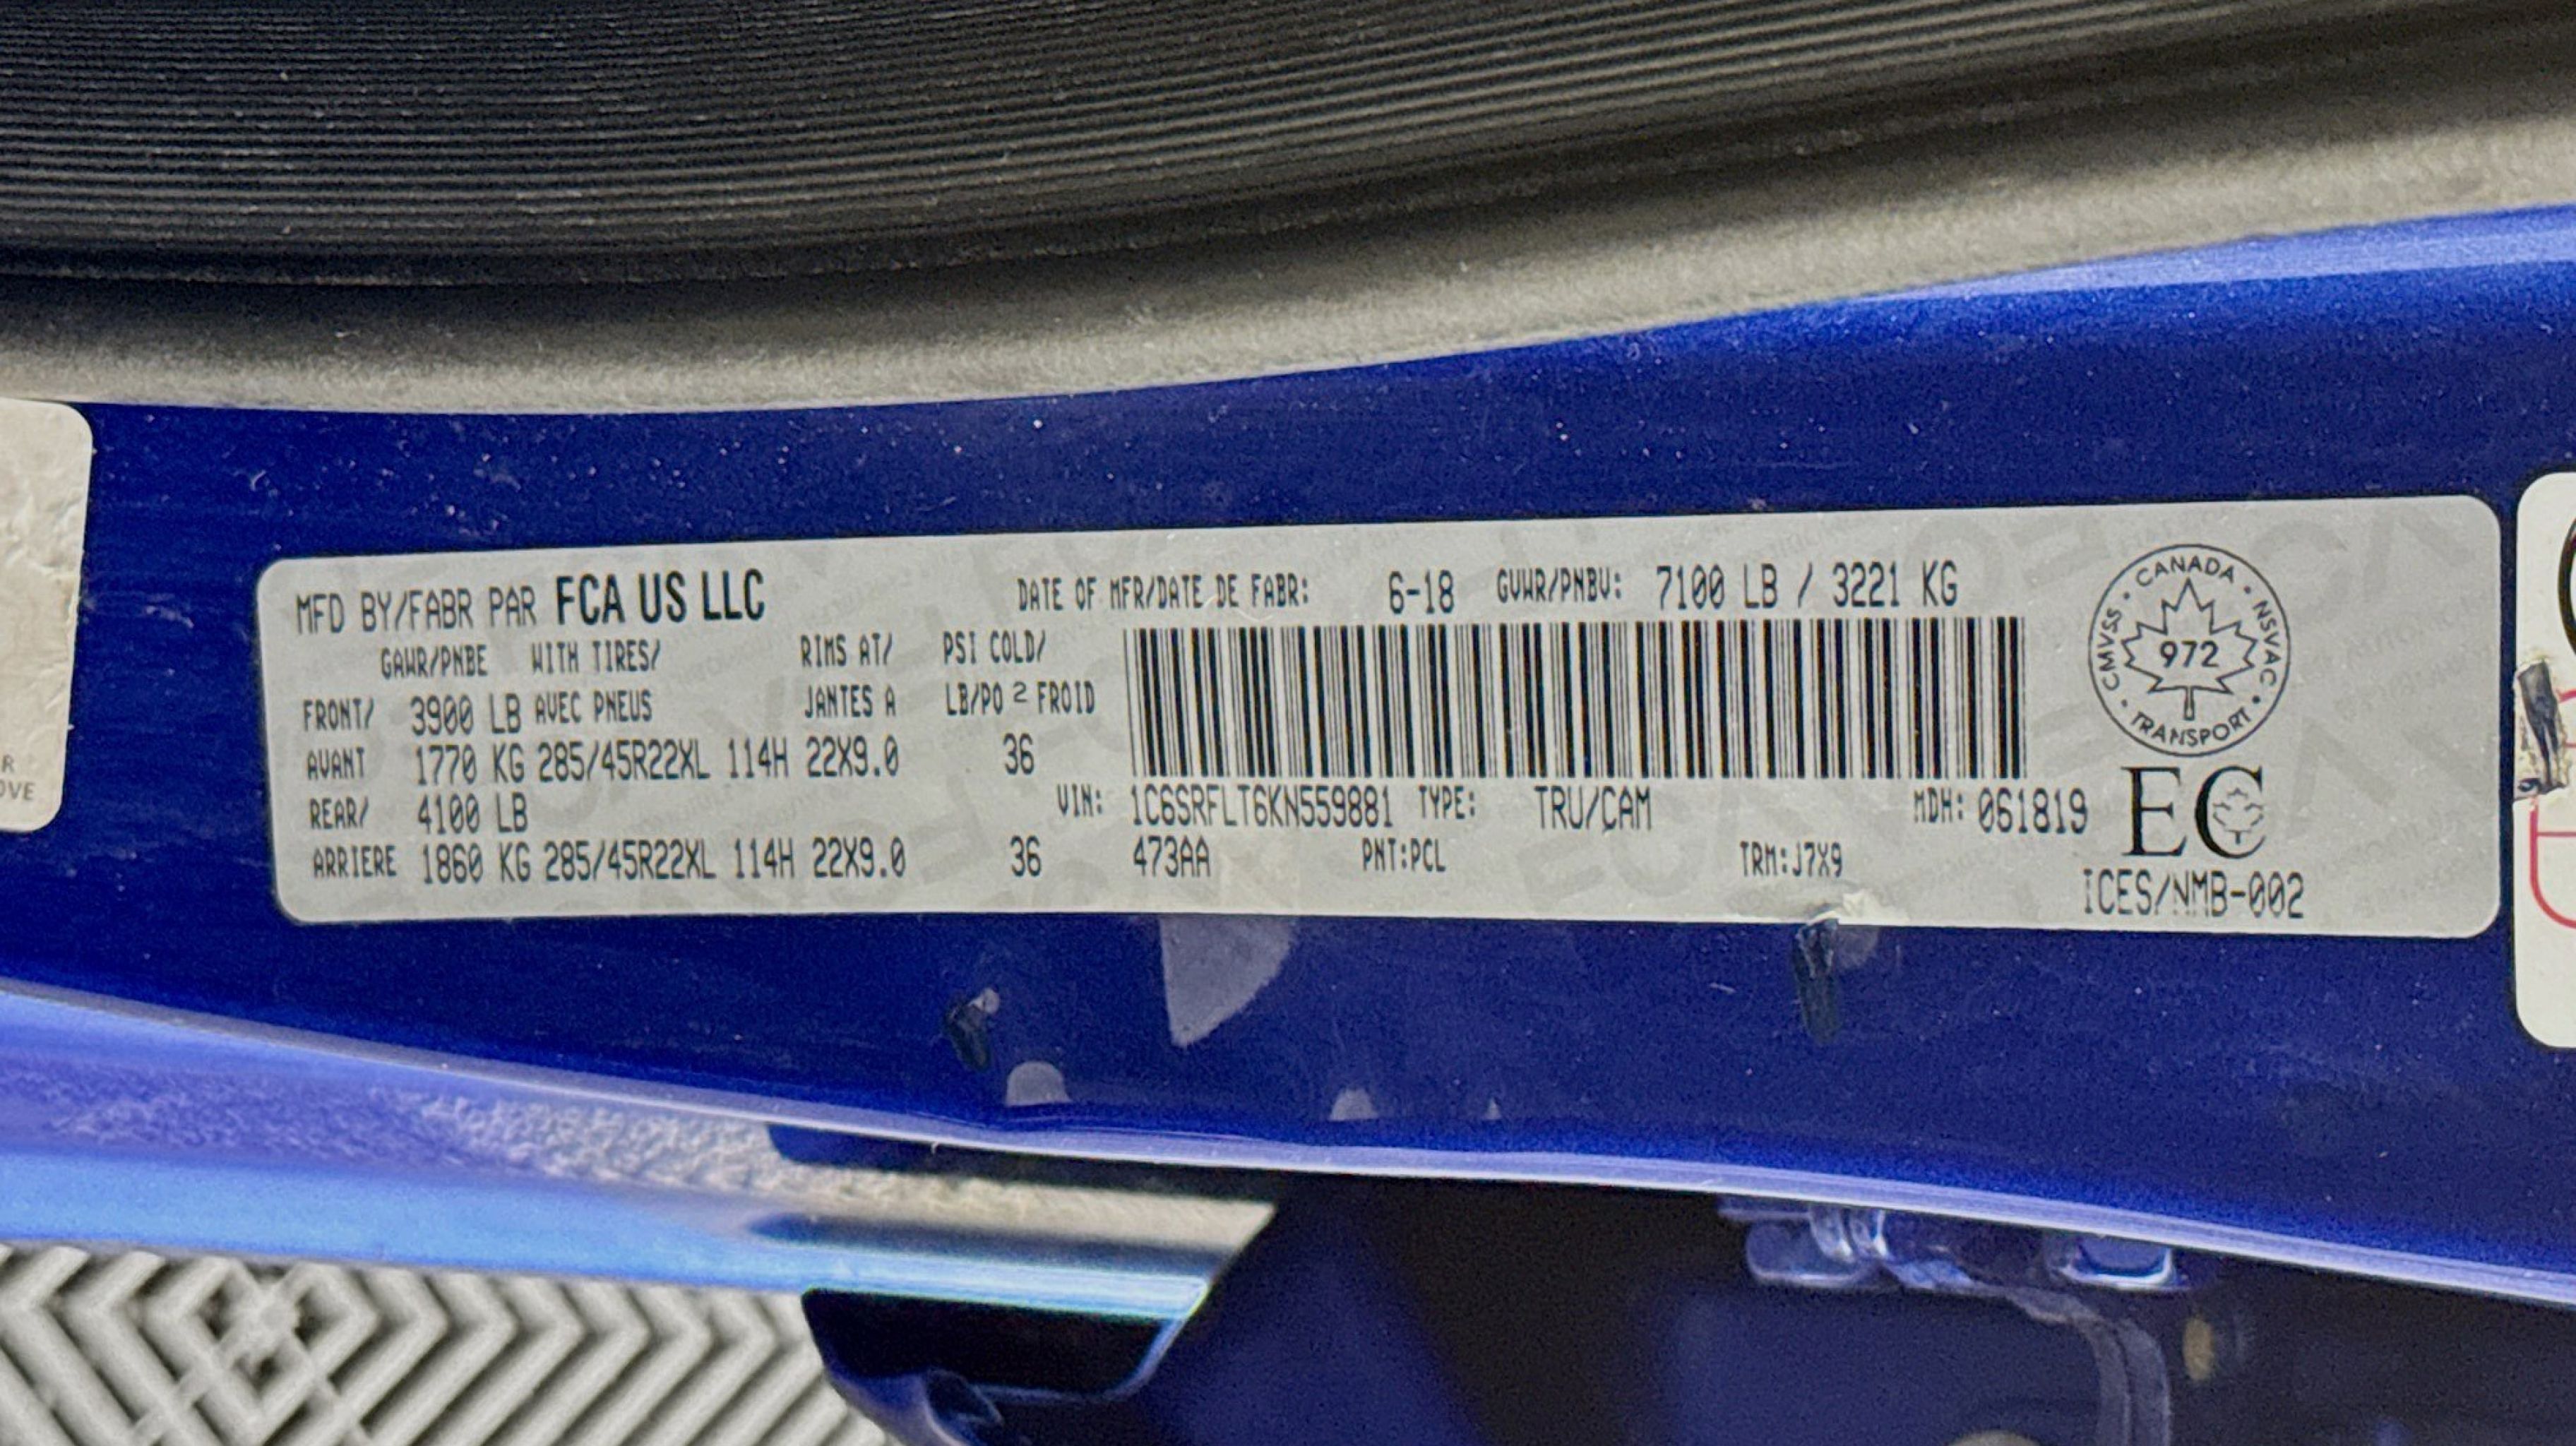 MFD BY/FABR PAR FCA US LLC
DATE OF MFR/DATE DE FABR: 6-18 GVWR/PNBV: 7100 LB / 3221 KG
GAWR/PNBE WITH TIRES/ RIMS AT/ PSI COLD/
FRONT/ 3900 LB AVEC PNEUS JANTES A LB/PO 2 FROID
AVANT 1770 KG 285/45R22XL 114H 22X9.0 36
REAR/ 4100 LB
ARRIERE 1860 KG 285/45R22XL 114H 22X9.0 36
VIN: 1C6SRFLT6KN559881 TYPE: TRU/CAM MDH: 061819
473AA PNT:PCL TRM:J7X9
CANADA
CMVSS 972 NSVAC
TRANSPORT
EC
ICES/NMB-002
R
OVE